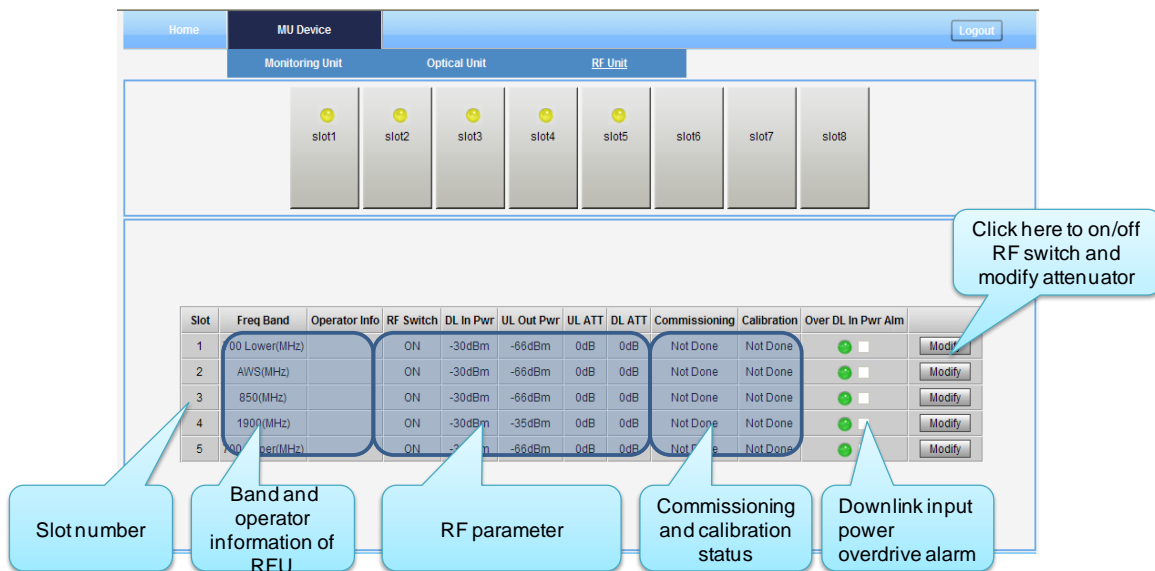 Home MU Device Logout
Monitoring Unit Optical Unit RF Unit
slot1 slot2 slot3 slot4 slot5 slot6 slot7 slot8
Click here to on/off
RF switch and
modify attenuator
Slot Freq Band Operator Info RF Switch DL In Pwr UL Out Pwr UL ATT DL ATT Commissioning Calibration Over DL In Pwr Alm
1 700 Lower(MHz) ON -30dBm -66dBm 0dB 0dB Not Done Not Done Modify
2 AWS(MHz) ON -30dBm -66dBm 0dB 0dB Not Done Not Done Modify
3 850(MHz) ON -30dBm -66dBm 0dB 0dB Not Done Not Done Modify
4 1900(MHz) ON -30dBm -35dBm 0dB 0dB Not Done Not Done Modify
5 ON -66dBm 0dB 0dB Not Done Not Done Modify
Slot number
Band and
operator
information of
RFU
RF parameter
Commissioning
and calibration
status
Downlink input
power
overdrive alarm